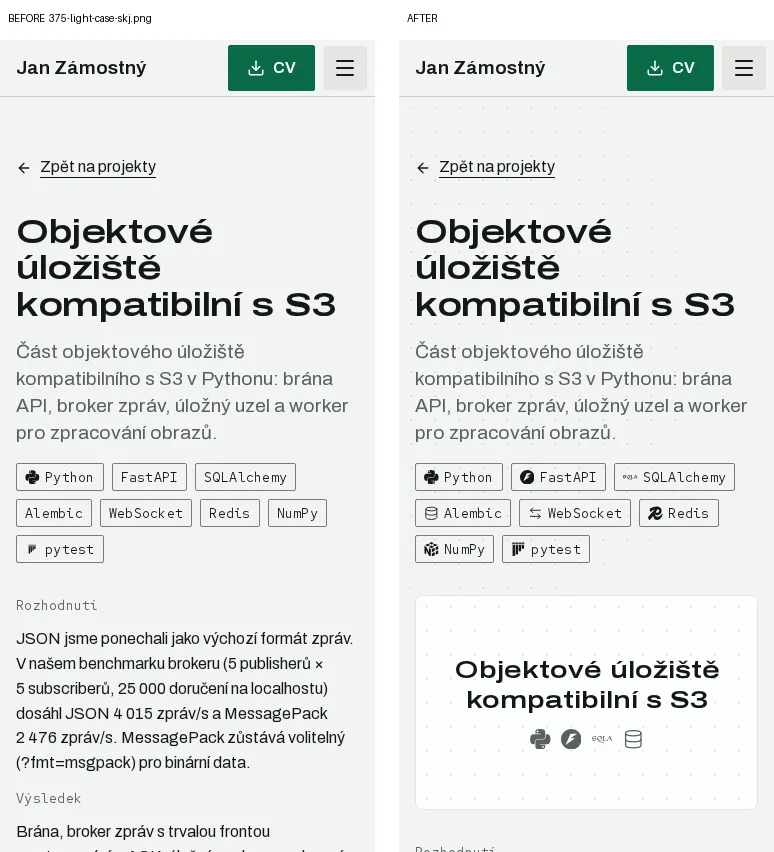 BEFORE 375-light-case-skj.png
Jan Zámostný
CV
Zpět na projekty
Objektové
úložiště
kompatibilní s S3
Část objektového úložiště
kompatibilního s S3 v Pythonu: brána
API, broker zpráv, úložný uzel a worker
pro zpracování obrazů.
Python
FastAPI
SQLAlchemy
Alembic
WebSocket
Redis
NumPy
pytest
Rozhodnutí
JSON jsme ponechali jako výchozí formát zpráv.
V našem benchmarku brokeru (5 publisherů ×
5 subscriberů, 25 000 doručení na localhostu)
dosáhl JSON 4 015 zpráv/s a MessagePack
2 476 zpráv/s. MessagePack zůstává volitelný
(?fmt=msgpack) pro binární data.
Výsledek
Brána, broker zpráv s trvalou frontou
AFTER
Jan Zámostný
CV
Zpět na projekty
Objektové
úložiště
kompatibilní s S3
Část objektového úložiště
kompatibilního s S3 v Pythonu: brána
API, broker zpráv, úložný uzel a worker
pro zpracování obrazů.
Python
FastAPI
SQLA SQLAlchemy
Alembic
WebSocket
Redis
NumPy
pytest
Objektové úložiště
kompatibilní s S3
SQLA
Rozhodnutí